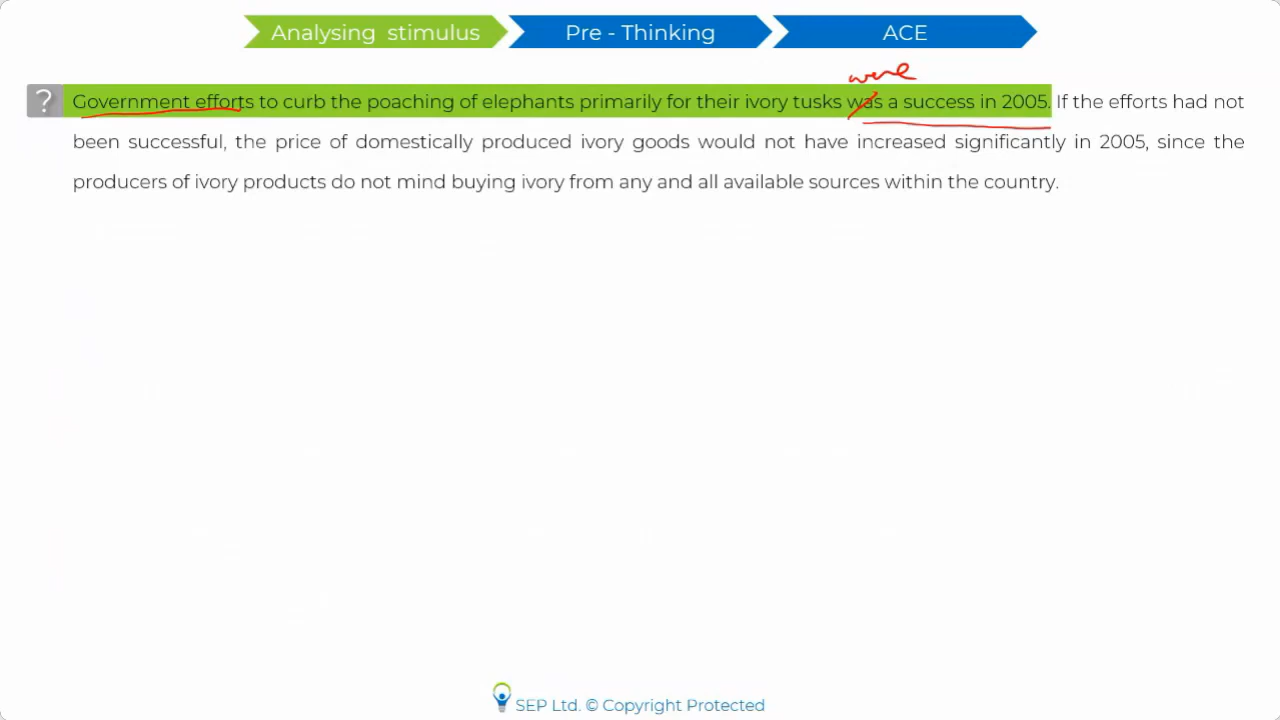 Analysing stimulus Pre - Thinking ACE
were
? Government efforts to curb the poaching of elephants primarily for their ivory tusks was a success in 2005. If the efforts had not
been successful, the price of domestically produced ivory goods would not have increased significantly in 2005, since the
producers of ivory products do not mind buying ivory from any and all available sources within the country.
SEP Ltd. © Copyright Protected